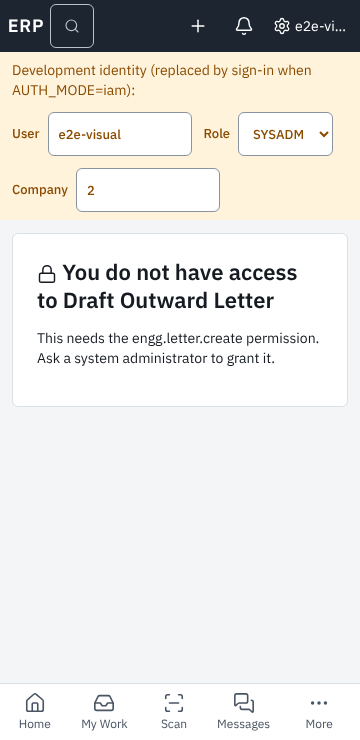 ERP
e2e-vi...
Development identity (replaced by sign-in when
AUTH_MODE=iam):
User e2e-visual Role SYSADM
Company 2
You do not have access
to Draft Outward Letter
This needs the engg.letter.create permission.
Ask a system administrator to grant it.
Home My Work Scan Messages More